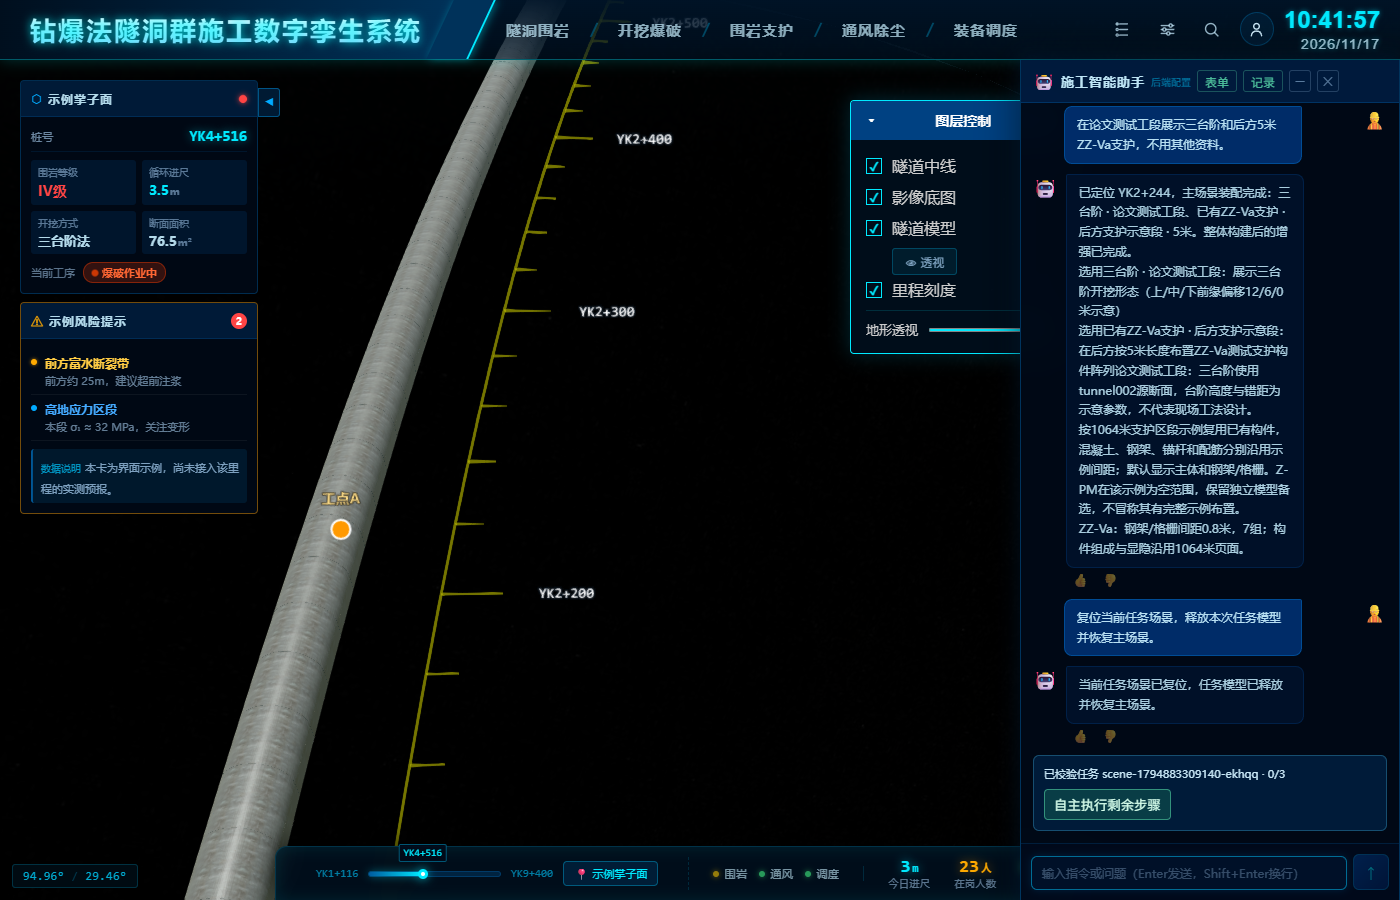 钻爆法隧洞群施工数字孪生系统
隧洞围岩 / 开挖爆破 / 围岩支护 / 通风除尘 / 装备调度
10:41:57
2026/11/17
示例掌子面
桩号 YK4+516
围岩等级
IV级
循环进尺
3.5m
开挖方式
三台阶法
断面面积
76.5m²
当前工序 爆破作业中
示例风险提示 2
前方富水断裂带
前方约 25m，建议超前注浆
高地应力区段
本段 σ₁ ≈ 32 MPa，关注变形
数据说明 本卡为界面示例，尚未接入该里
程的实测预报。
YK2+500
YK2+400
YK2+300
YK2+200
工点A
图层控制
隧道中线
影像底图
隧道模型
透视
里程刻度
地形透视
施工智能助手 后端配置 表单 记录
在论文测试工段展示三台阶和后方5米
ZZ-Va支护，不用其他资料。
已定位 YK2+244，主场景装配完成：三
台阶 · 论文测试工段、已有ZZ-Va支护 ·
后方支护示意段 · 5米。整体构建后的增
强已完成。
选用三台阶 · 论文测试工段：展示三台
阶开挖形态（上/中/下前缘偏移12/6/0
米示意）
选用已有ZZ-Va支护 · 后方支护示意段：
在后方按5米长度布置ZZ-Va测试支护构
件阵列论文测试工段：三台阶使用
tunnel002源断面，台阶高度与错距为
示意参数，不代表现场工法设计。
按1064米支护区段示例复用已有构件，
混凝土、钢架、锚杆和配筋分别沿用示
例间距；默认显示主体和钢架/格栅。Z-
PM在该示例为空范围，保留独立模型备
选，不冒称其有完整示例布置。
ZZ-Va：钢架/格栅间距0.8米，7组；构
件组成与显隐沿用1064米页面。
复位当前任务场景，释放本次任务模型
并恢复主场景。
当前任务场景已复位，任务模型已释放
并恢复主场景。
已校验任务 scene-1794883309140-ekhqq · 0/3
自主执行剩余步骤
输入指令或问题（Enter发送，Shift+Enter换行）
94.96° / 29.46°
YK4+516
YK1+116 YK9+400
示例掌子面
围岩 通风 调度
3m
今日进尺
23人
在岗人数